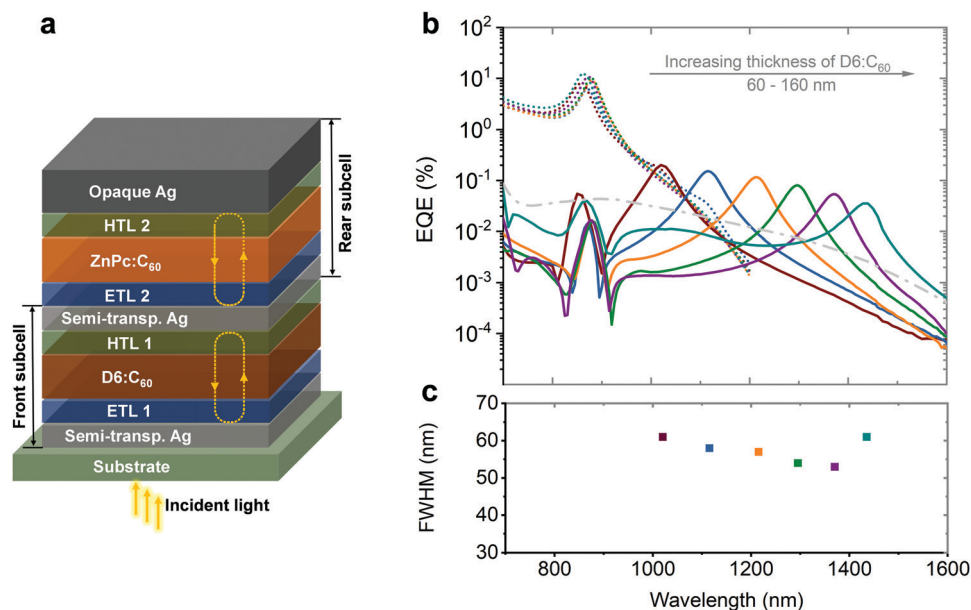 a
Opaque Ag
HTL 2
ZnPc:C₆₀
ETL 2
Semi-transp. Ag
HTL 1
D6:C₆₀
ETL 1
Semi-transp. Ag
Substrate
Incident light
Front subcell
Rear subcell
b
Increasing thickness of D6:C₆₀
60 - 160 nm
EQE (%)
10²
10¹
10⁰
10⁻¹
10⁻²
10⁻³
10⁻⁴
c
FWHM (nm)
70
60
50
40
30
800 1000 1200 1400 1600
Wavelength (nm)